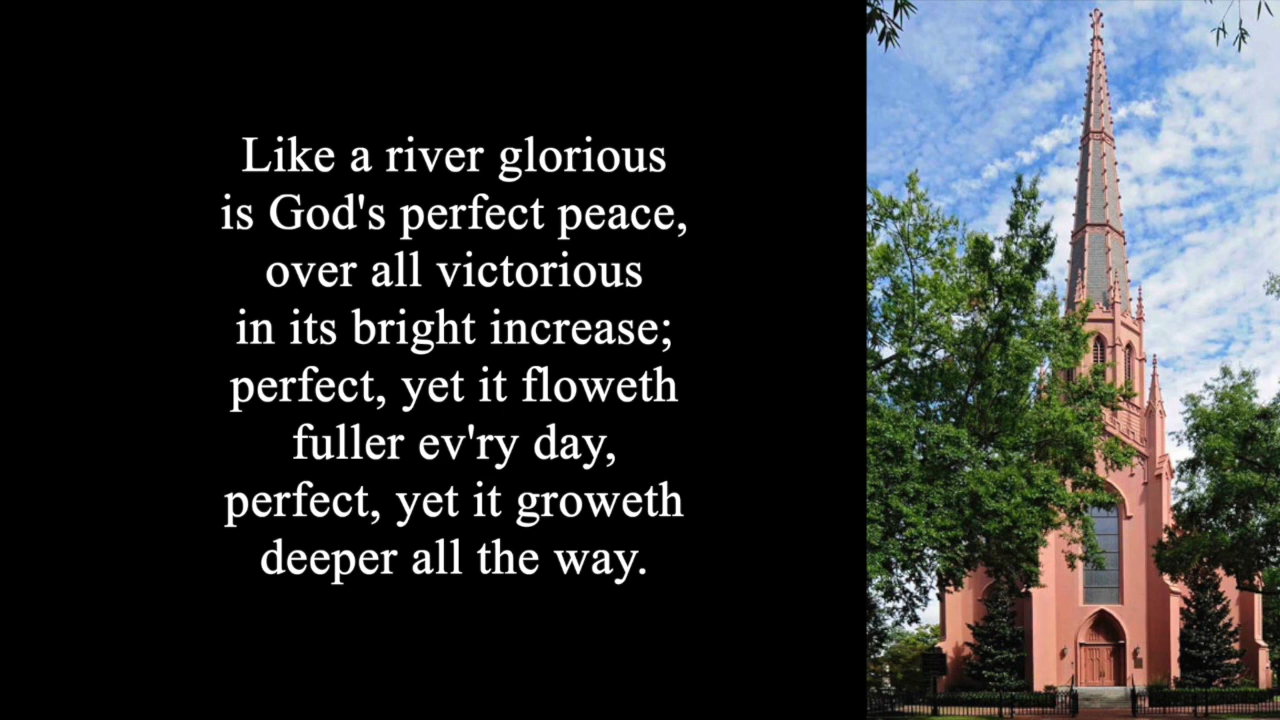 Like a river glorious
is God's perfect peace,
over all victorious
in its bright increase;
perfect, yet it floweth
fuller ev'ry day,
perfect, yet it groweth
deeper all the way.